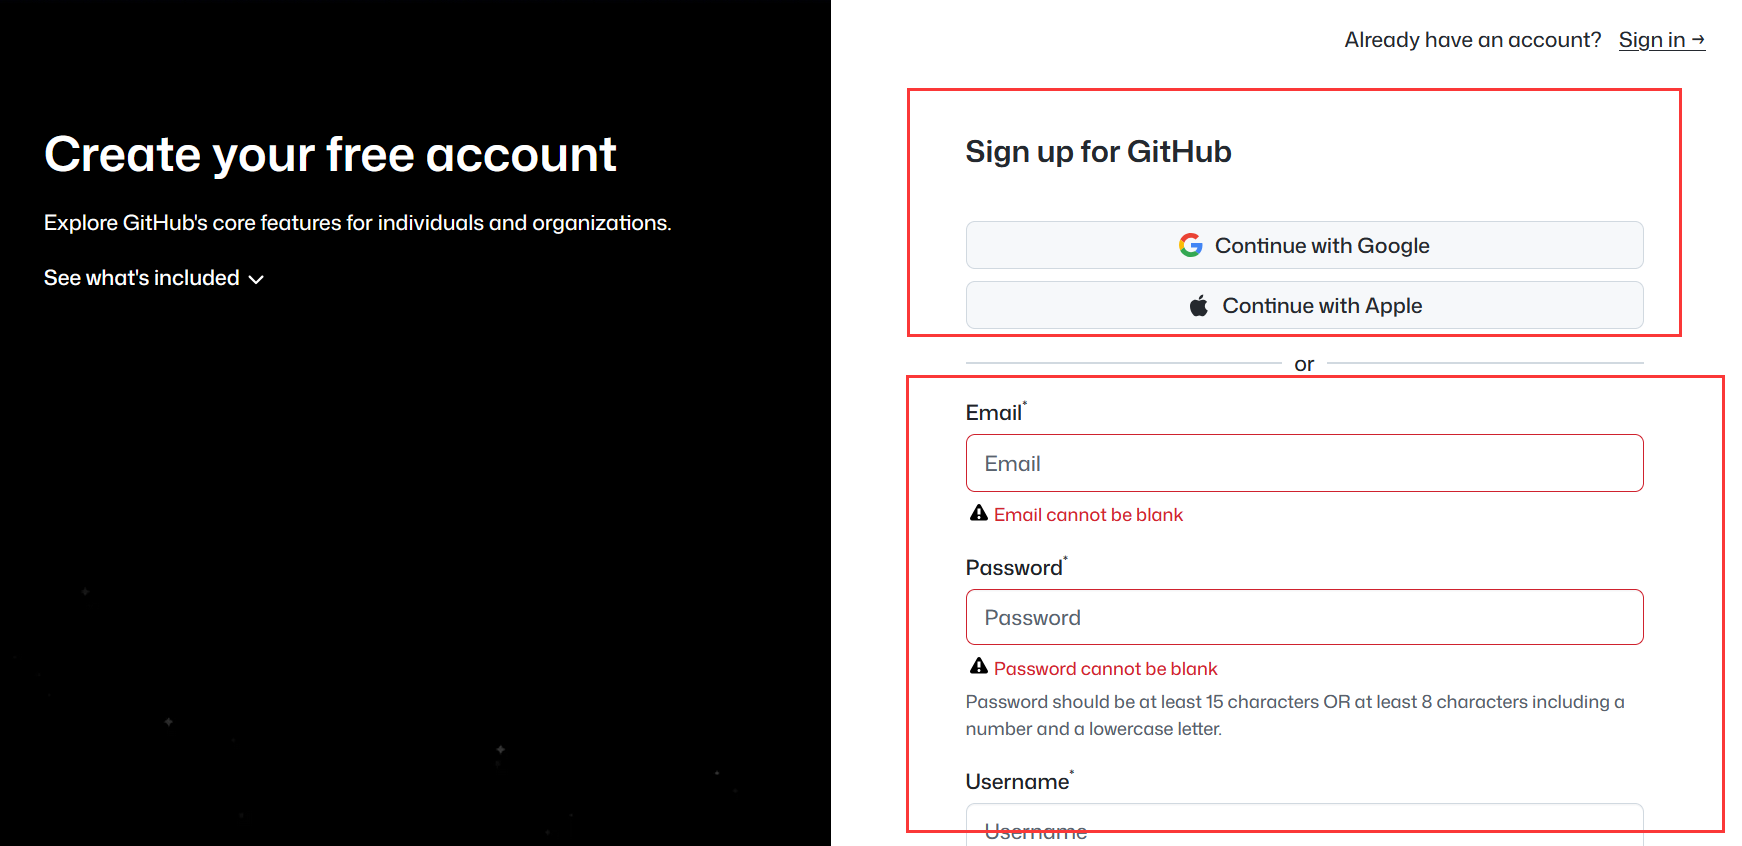 Already have an account? Sign in →
Create your free account
Explore GitHub's core features for individuals and organizations.
See what's included
Sign up for GitHub
Continue with Google
Continue with Apple
or
Email*
Email
Email cannot be blank
Password*
Password
Password cannot be blank
Password should be at least 15 characters OR at least 8 characters including a
number and a lowercase letter.
Username*
Username